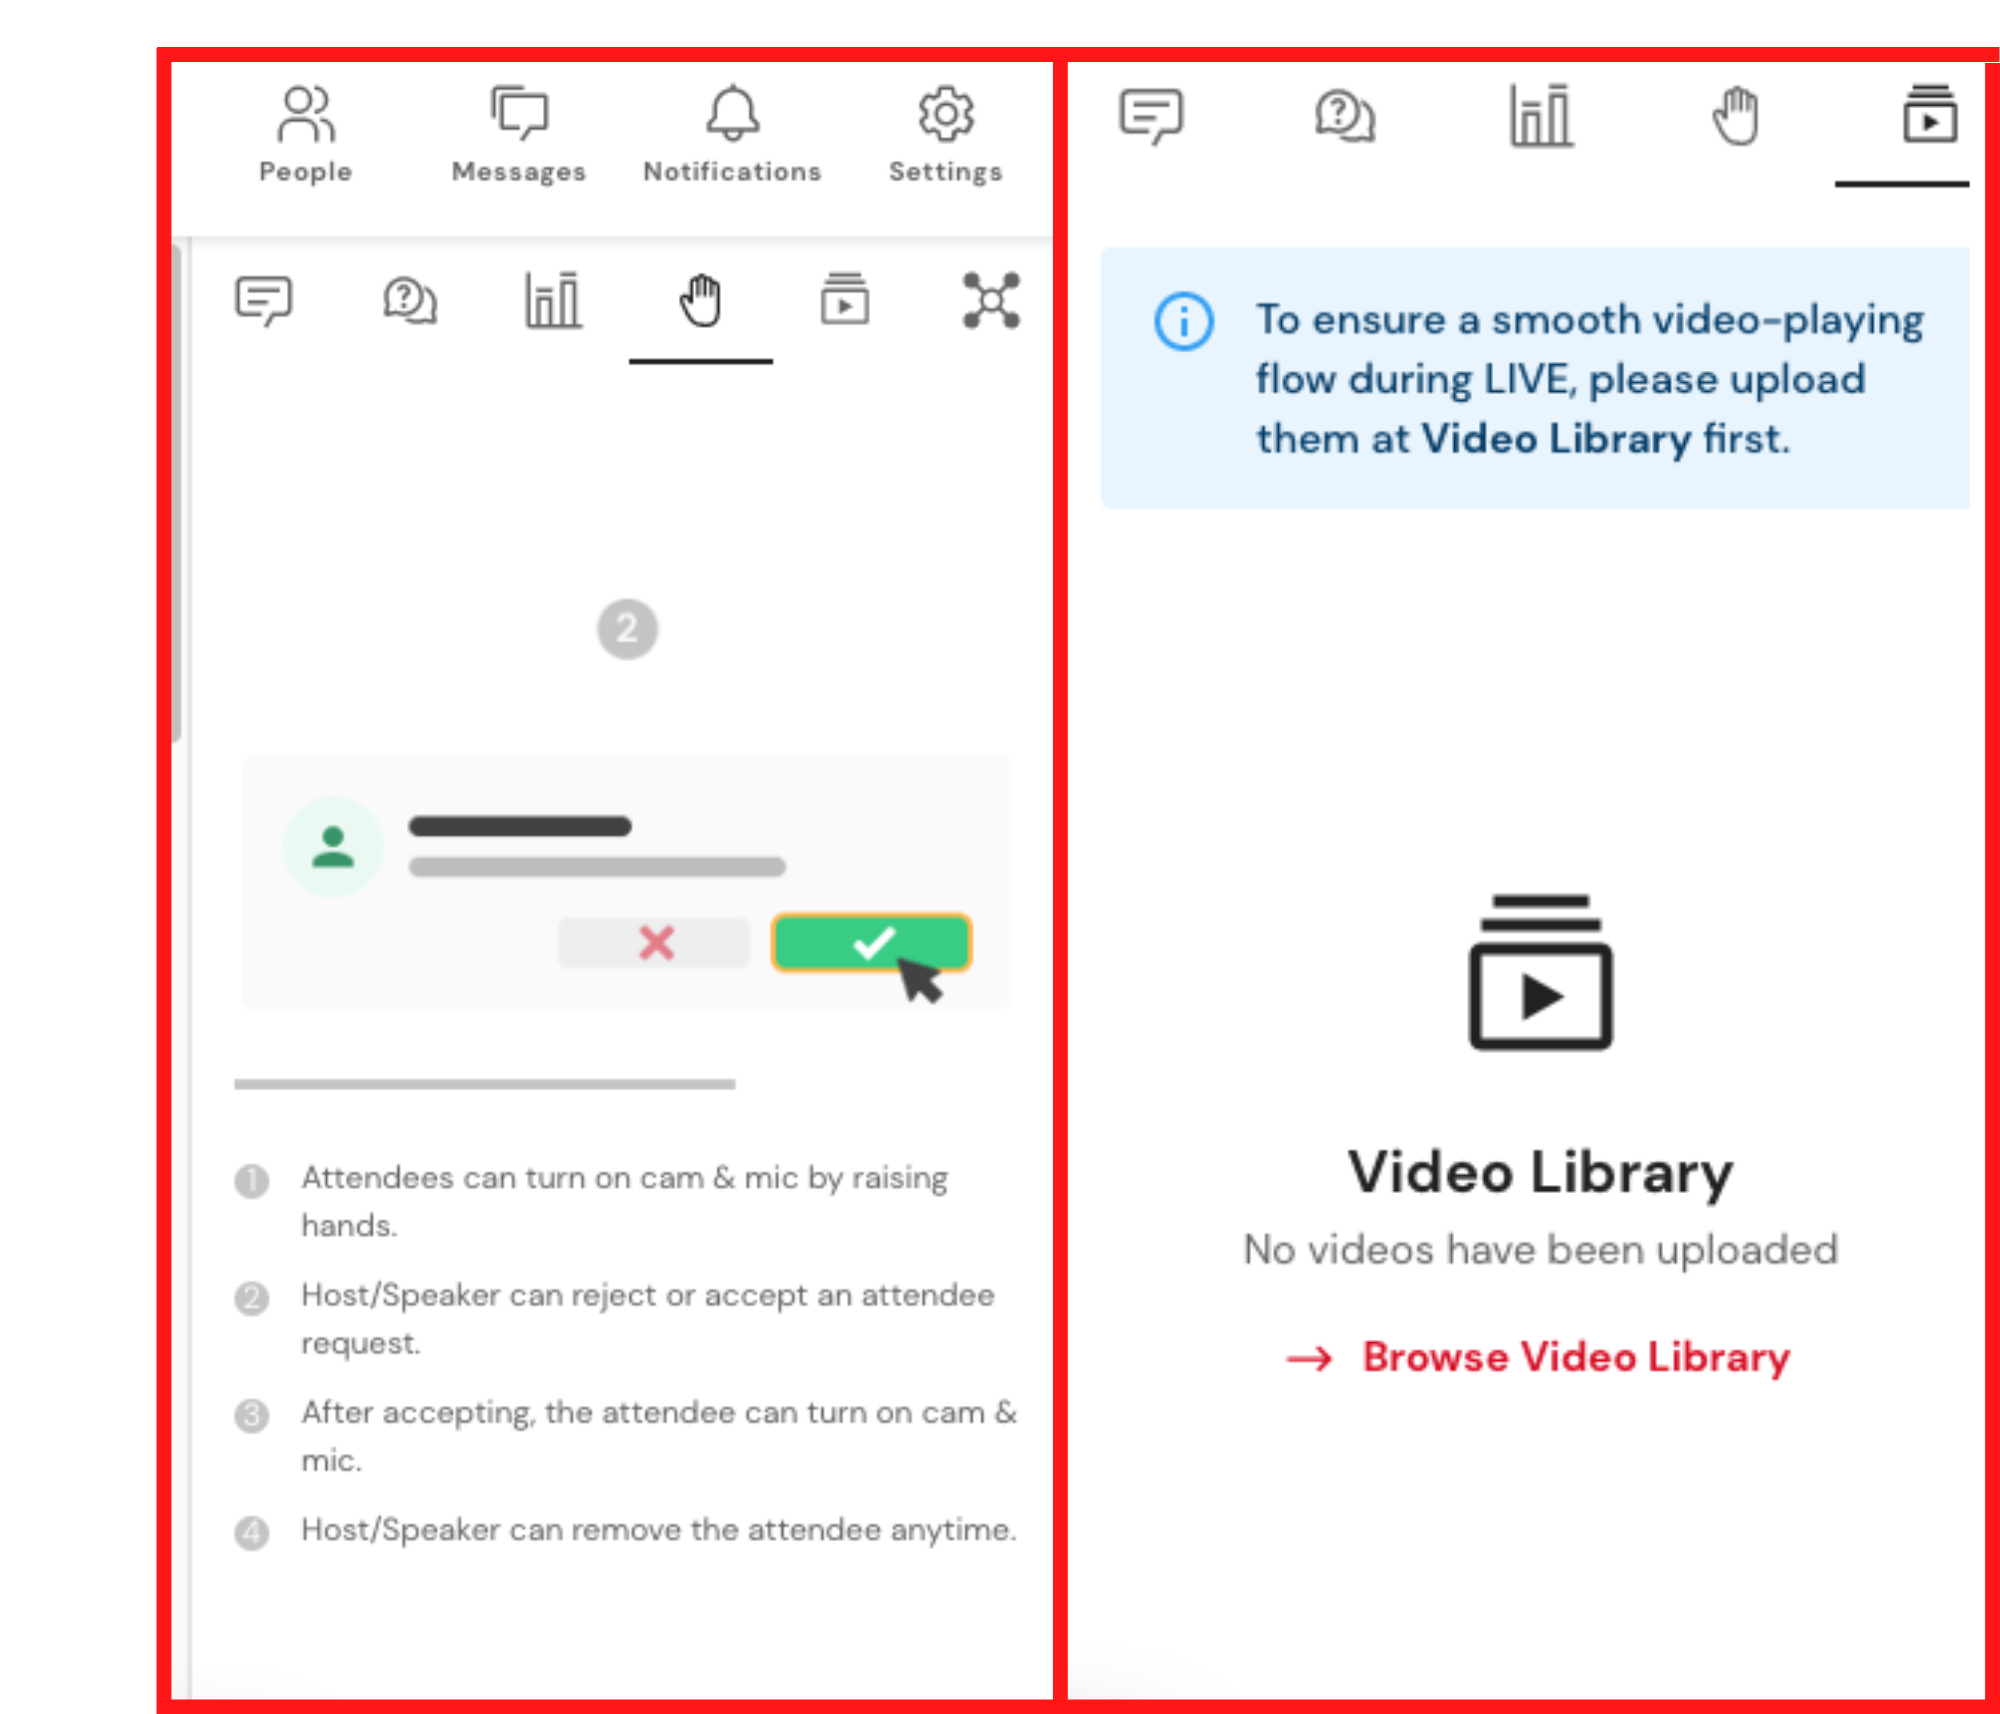 People
Messages
Notifications
Settings
2
1 Attendees can turn on cam & mic by raising
hands.
2 Host/Speaker can reject or accept an attendee
request.
3 After accepting, the attendee can turn on cam &
mic.
4 Host/Speaker can remove the attendee anytime.
To ensure a smooth video-playing
flow during LIVE, please upload
them at Video Library first.
Video Library
No videos have been uploaded
→ Browse Video Library